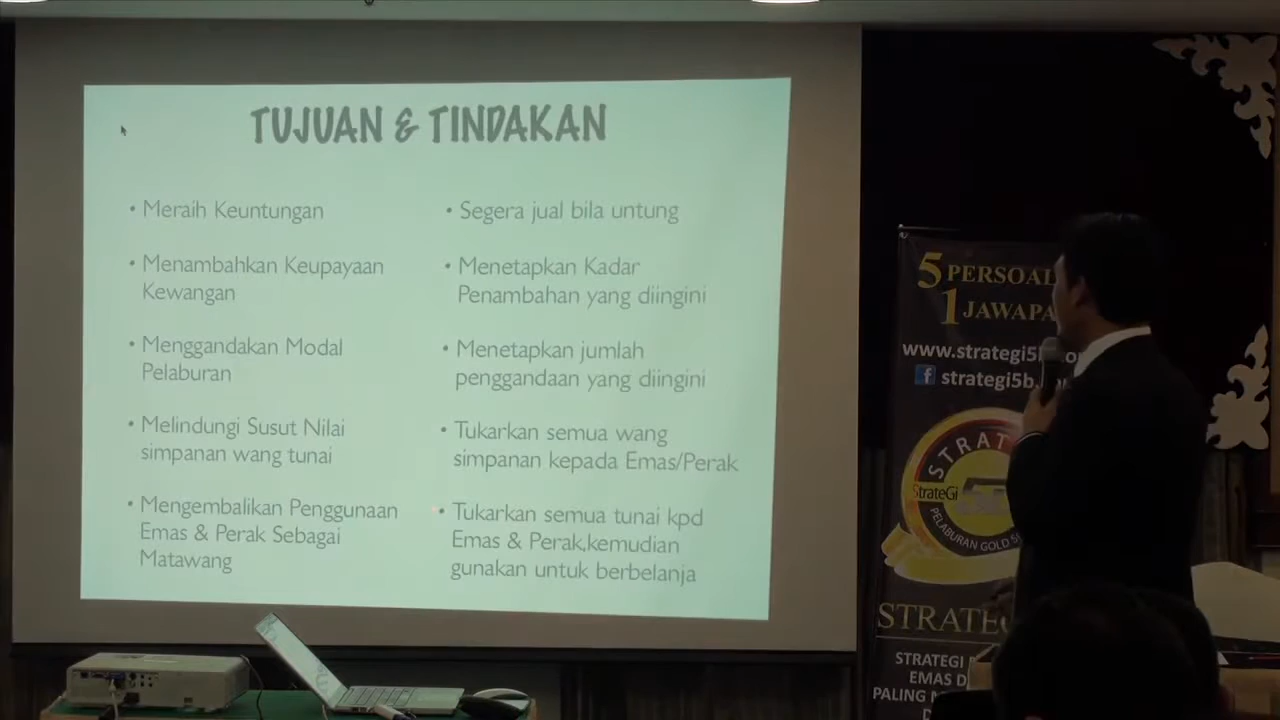 TUJUAN & TINDAKAN
• Meraih Keuntungan
• Menambahkan Keupayaan
Kewangan
• Menggandakan Modal
Pelaburan
• Melindungi Susut Nilai
simpanan wang tunai
• Mengembalikan Penggunaan
Emas & Perak Sebagai
Matawang
• Segera jual bila untung
• Menetapkan Kadar
Penambahan yang diingini
• Menetapkan jumlah
penggandaan yang diingini
• Tukarkan semua wang
simpanan kepada Emas/Perak
• Tukarkan semua tunai kpd
Emas & Perak,kemudian
gunakan untuk berbelanja
5 PERSOAL
1 JAWAPA
www.strategi5
strategi5b.
STRAT
StrateGi
PELABURAN GOLD
STRATE
STRATEGI
EMAS D
PALING